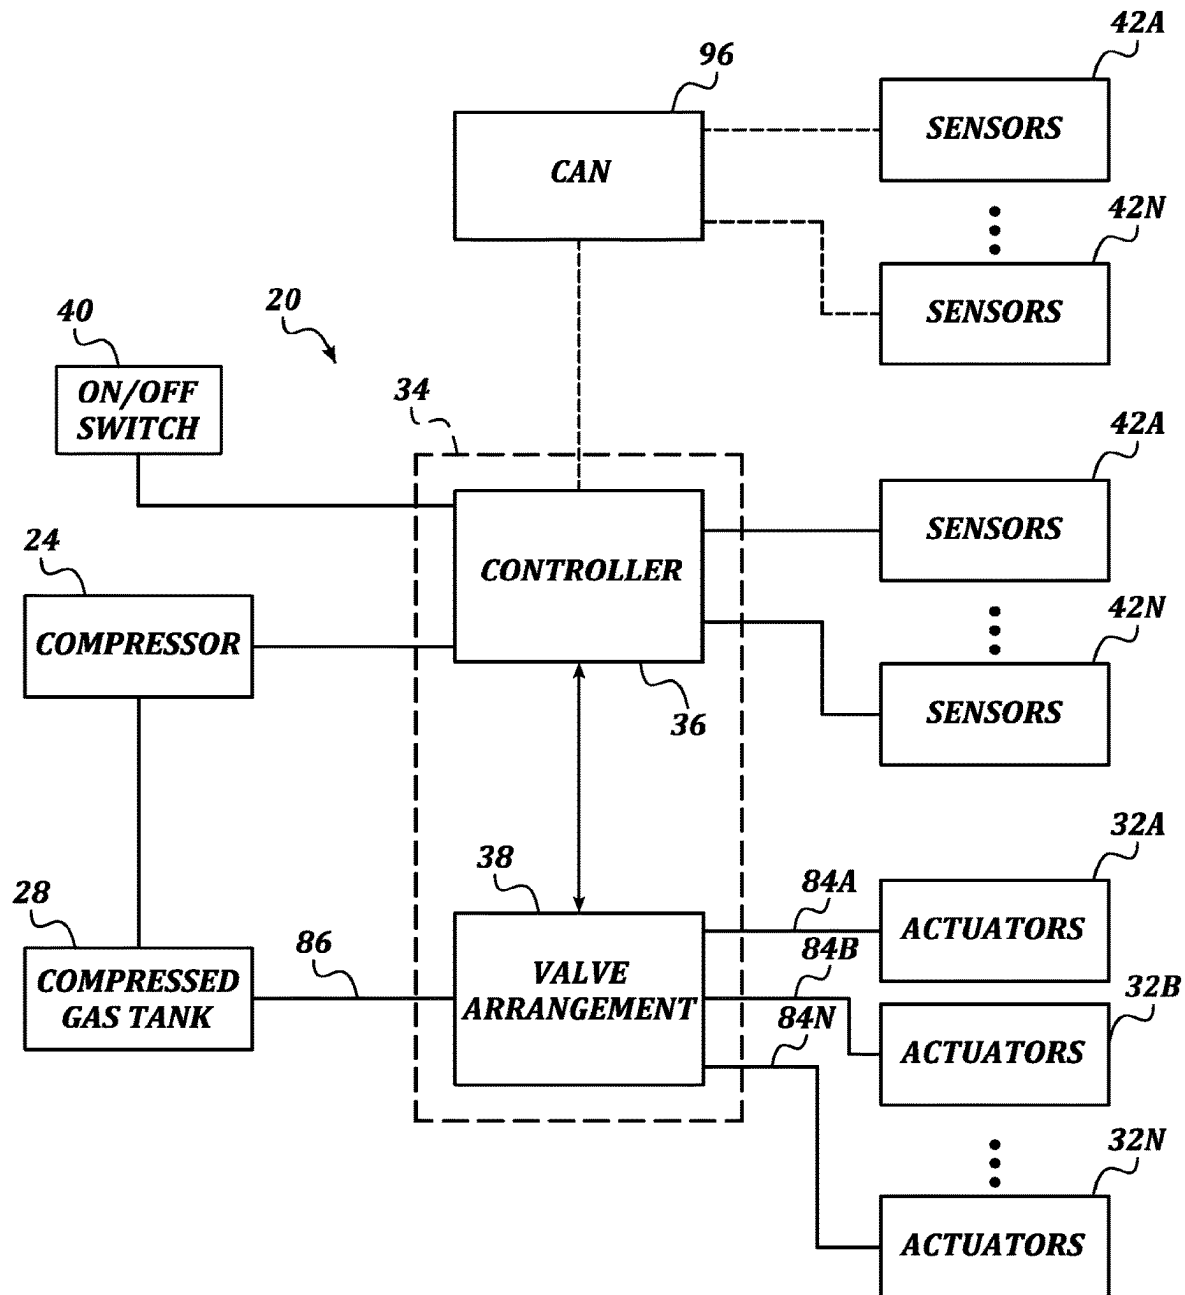 42A
96
SENSORS
CAN
42N
20
40
SENSORS
ON/OFF
SWITCH
34
42A
24
SENSORS
CONTROLLER
42N
COMPRESSOR
36
SENSORS
32A
38
84A
28
86
ACTUATORS
84B
VALVE
ARRANGEMENT
32B
COMPRESSED
GAS TANK
84N
ACTUATORS
32N
ACTUATORS